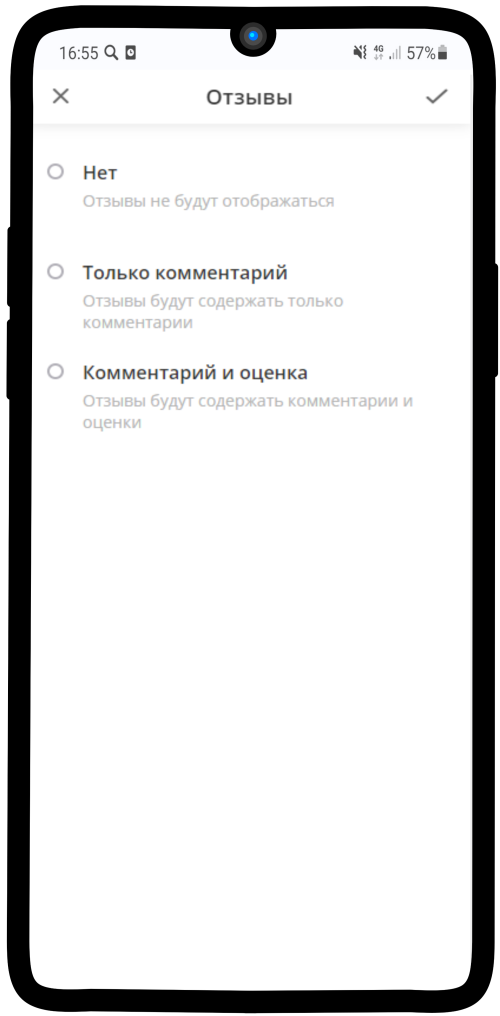 16:55 4G 57%
Отзывы
Нет
Отзывы не будут отображаться
Только комментарий
Отзывы будут содержать только
комментарии
Комментарий и оценка
Отзывы будут содержать комментарии и
оценки